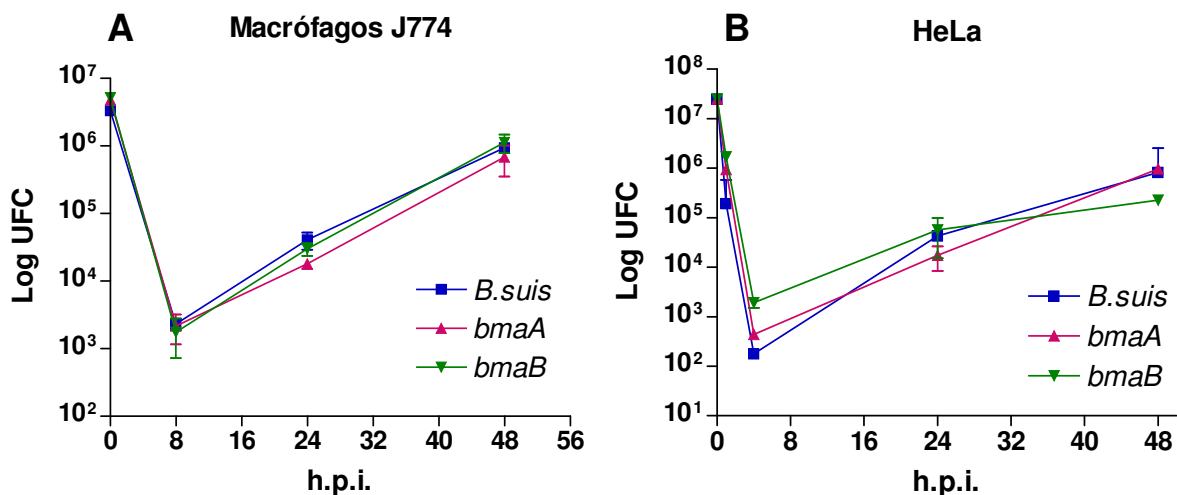 A
Macrófagos J774
Log UFC
10⁷
10⁶
10⁵
10⁴
10³
10²
0 8 16 24 32 40 48 56
h.p.i.
B.suis
bmaA
bmaB
B
HeLa
Log UFC
10⁸
10⁷
10⁶
10⁵
10⁴
10³
10²
10¹
0 8 16 24 32 40 48
h.p.i.
B.suis
bmaA
bmaB